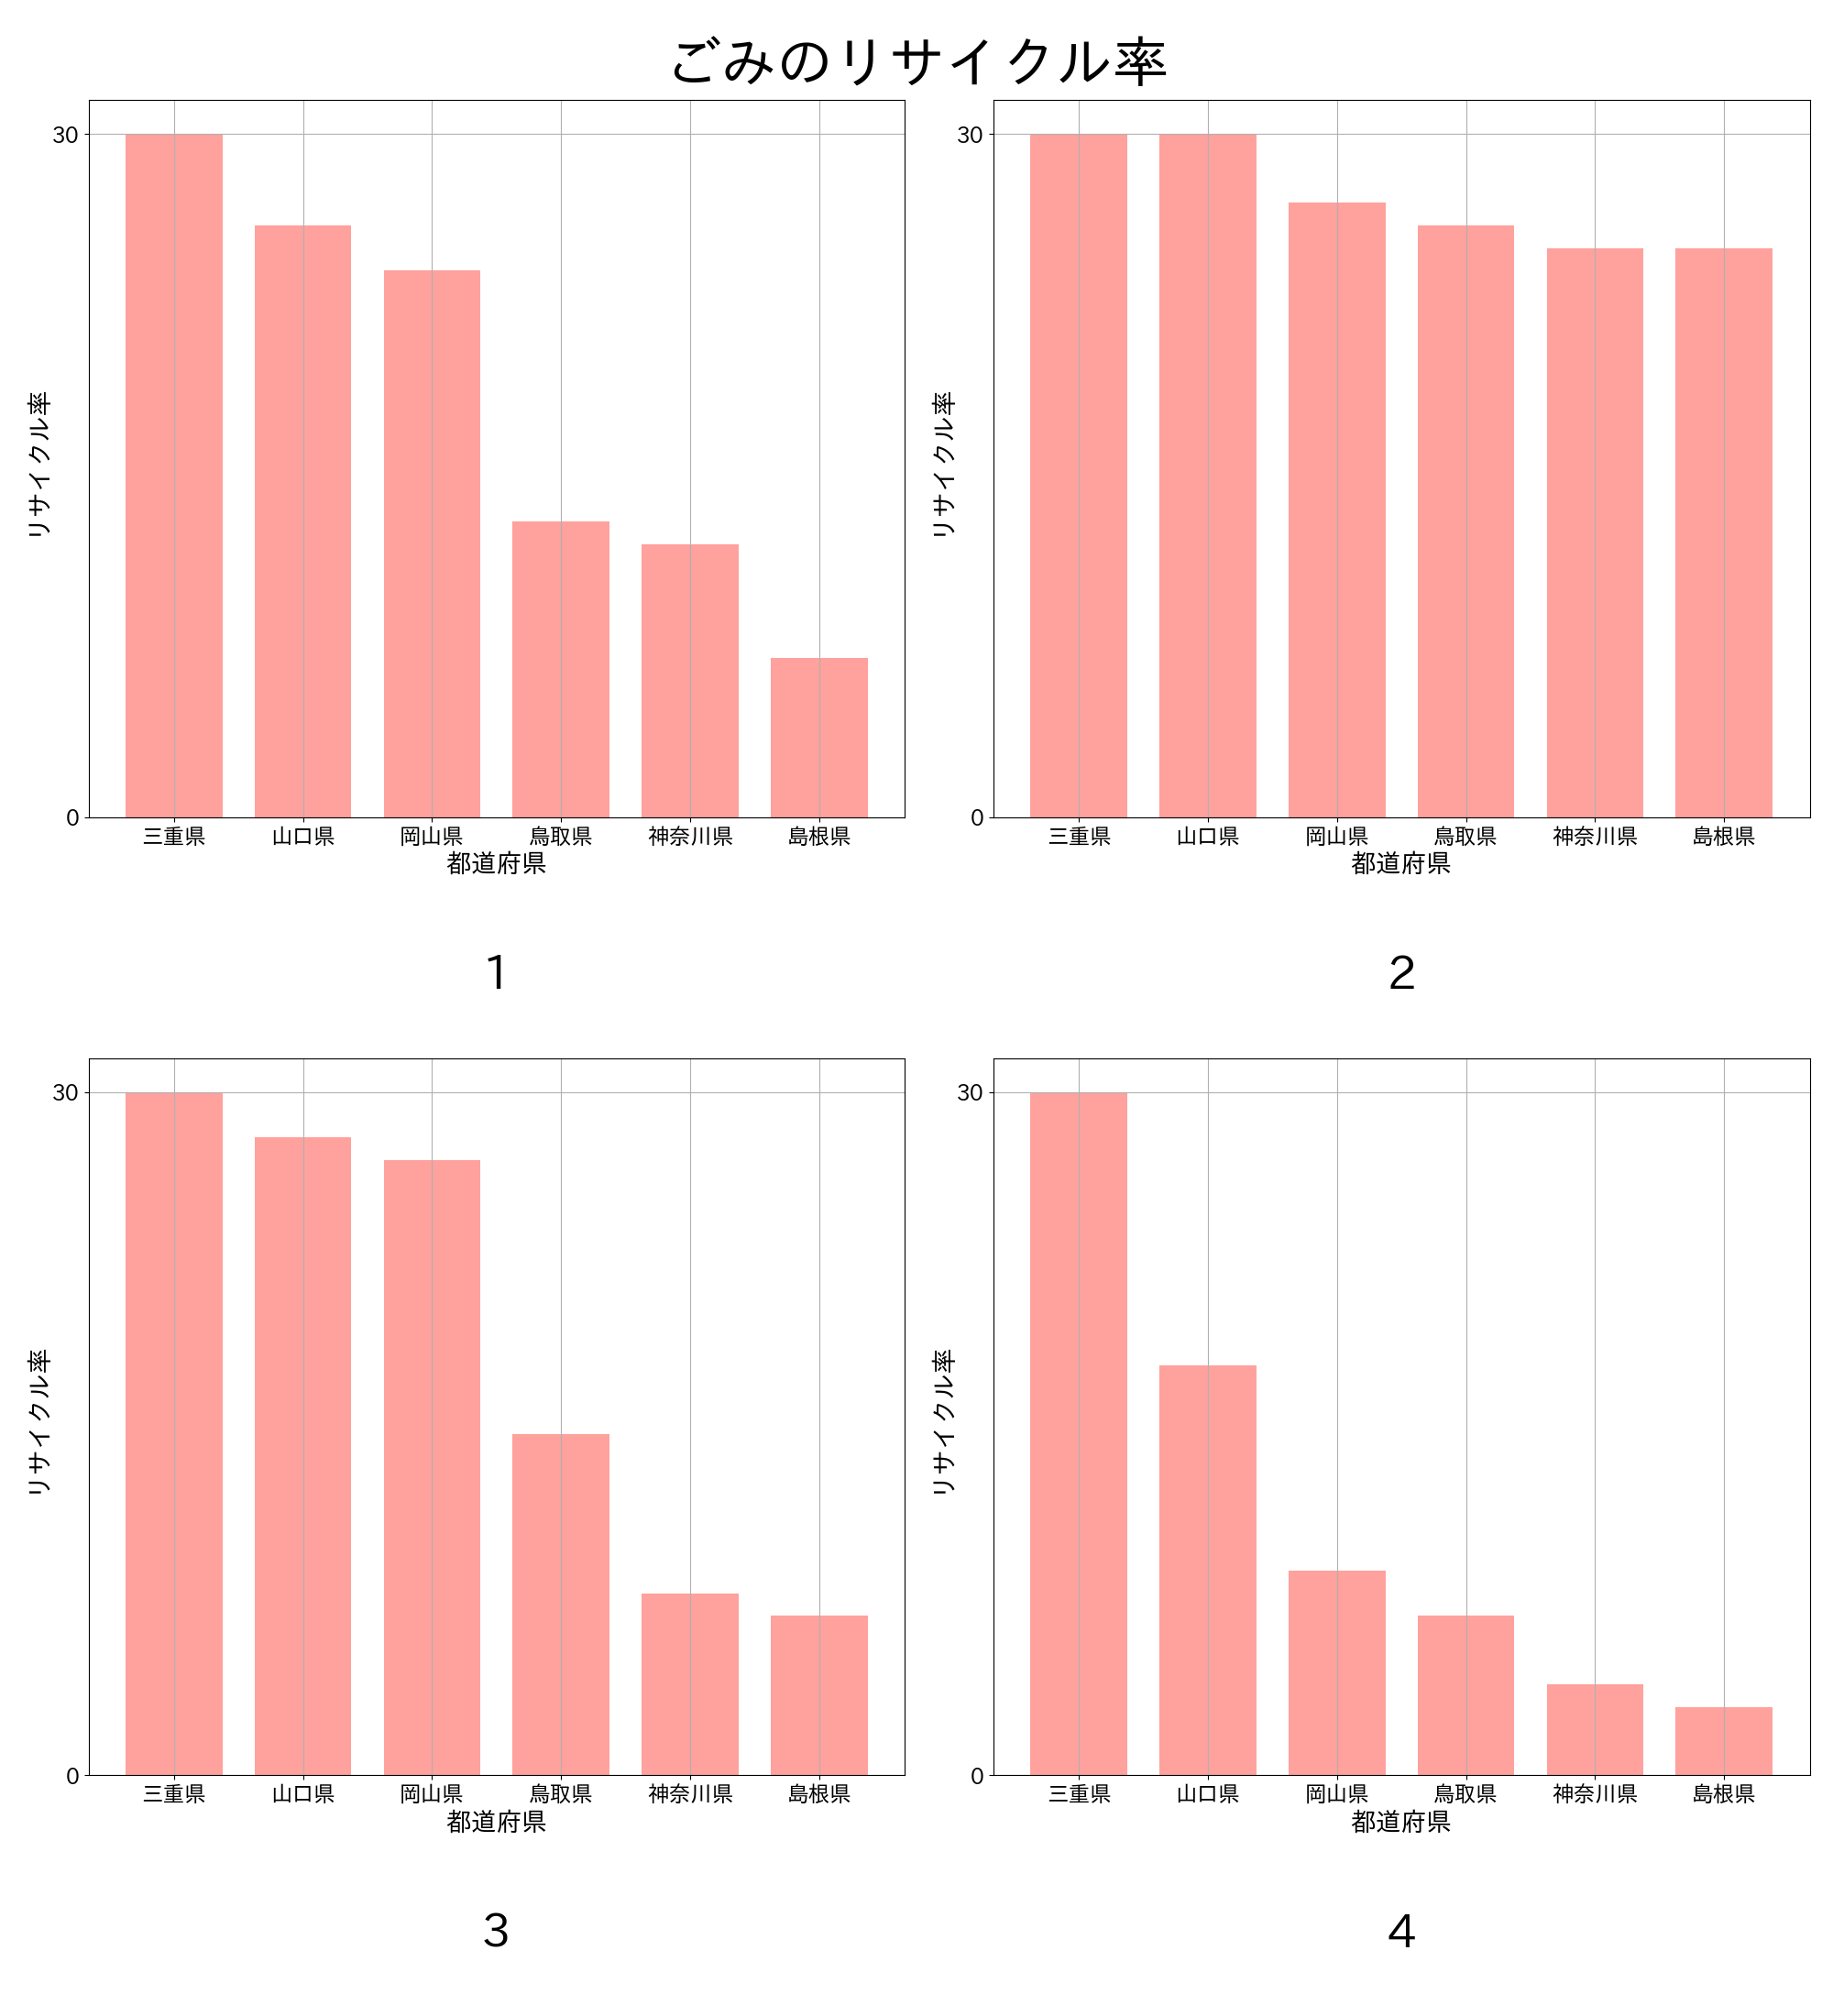 ごみのリサイクル率
30
0
リサイクル率
三重県 山口県 岡山県 鳥取県 神奈川県 島根県
都道府県
1
30
0
リサイクル率
三重県 山口県 岡山県 鳥取県 神奈川県 島根県
都道府県
2
30
0
リサイクル率
三重県 山口県 岡山県 鳥取県 神奈川県 島根県
都道府県
3
30
0
リサイクル率
三重県 山口県 岡山県 鳥取県 神奈川県 島根県
都道府県
4